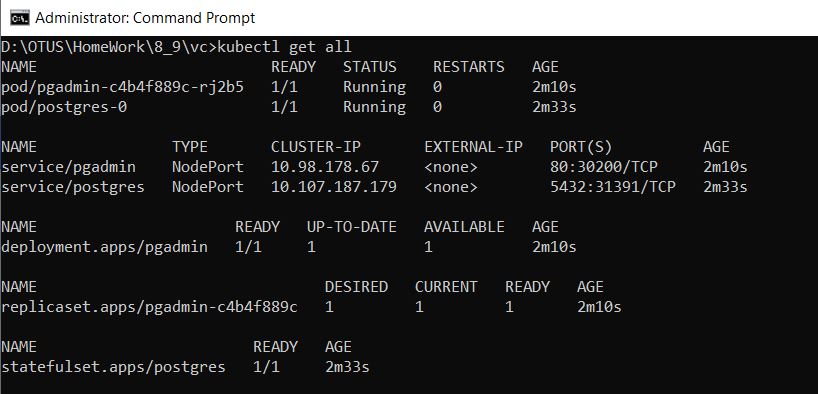 Administrator: Command Prompt
D:\OTUS\HomeWork\8_9\vc>kubectl get all
NAME                          READY   STATUS    RESTARTS   AGE
pod/pgadmin-c4b4f889c-rj2b5   1/1     Running   0          2m10s
pod/postgres-0                1/1     Running   0          2m33s
NAME               TYPE       CLUSTER-IP       EXTERNAL-IP   PORT(S)          AGE
service/pgadmin    NodePort   10.98.178.67     <none>        80:30200/TCP     2m10s
service/postgres   NodePort   10.107.187.179   <none>        5432:31391/TCP   2m33s
NAME                      READY   UP-TO-DATE   AVAILABLE   AGE
deployment.apps/pgadmin   1/1     1            1           2m10s
NAME                                DESIRED   CURRENT   READY   AGE
replicaset.apps/pgadmin-c4b4f889c   1         1         1       2m10s
NAME                        READY   AGE
statefulset.apps/postgres   1/1     2m33s